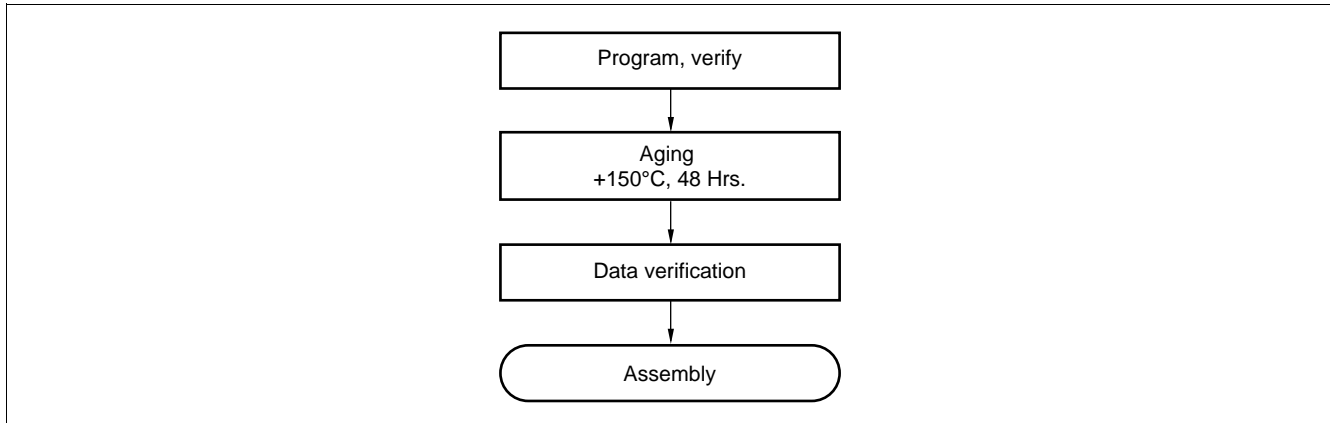 Program, verify
Aging
+150°C, 48 Hrs.
Data verification
Assembly